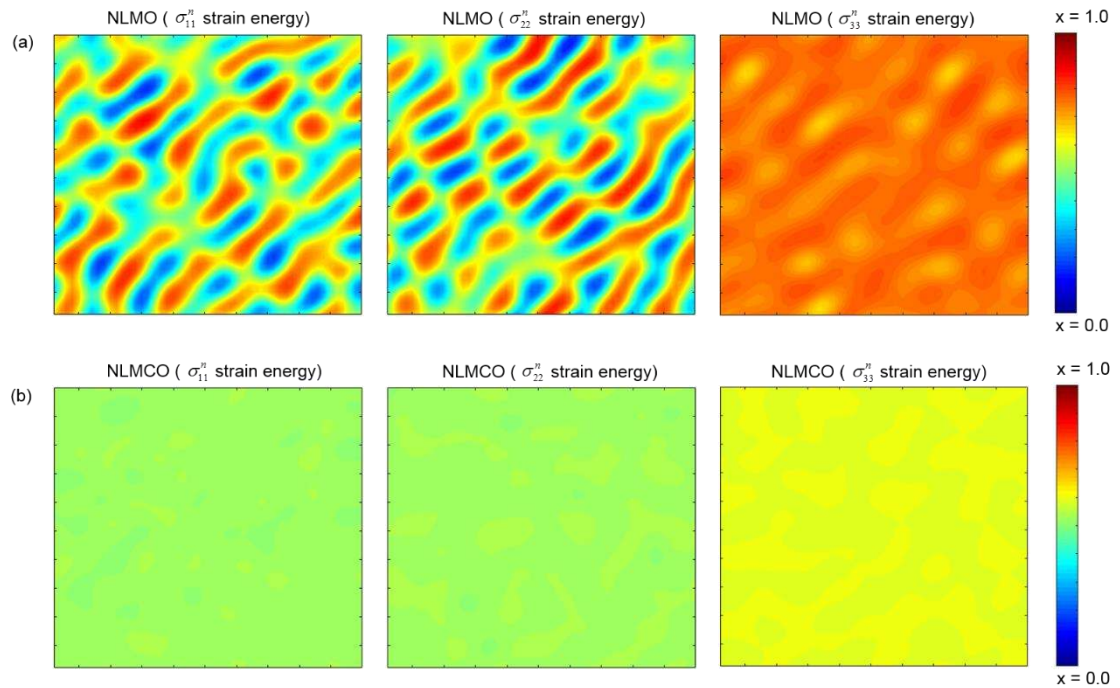 NLMO ( σ₁₁ⁿ strain energy)
NLMO ( σ₂₂ⁿ strain energy)
NLMO ( σ₃₃ⁿ strain energy)
x = 1.0
(a)
x = 0.0
NLMCO ( σ₁₁ⁿ strain energy)
NLMCO ( σ₂₂ⁿ strain energy)
NLMCO ( σ₃₃ⁿ strain energy)
x = 1.0
(b)
x = 0.0